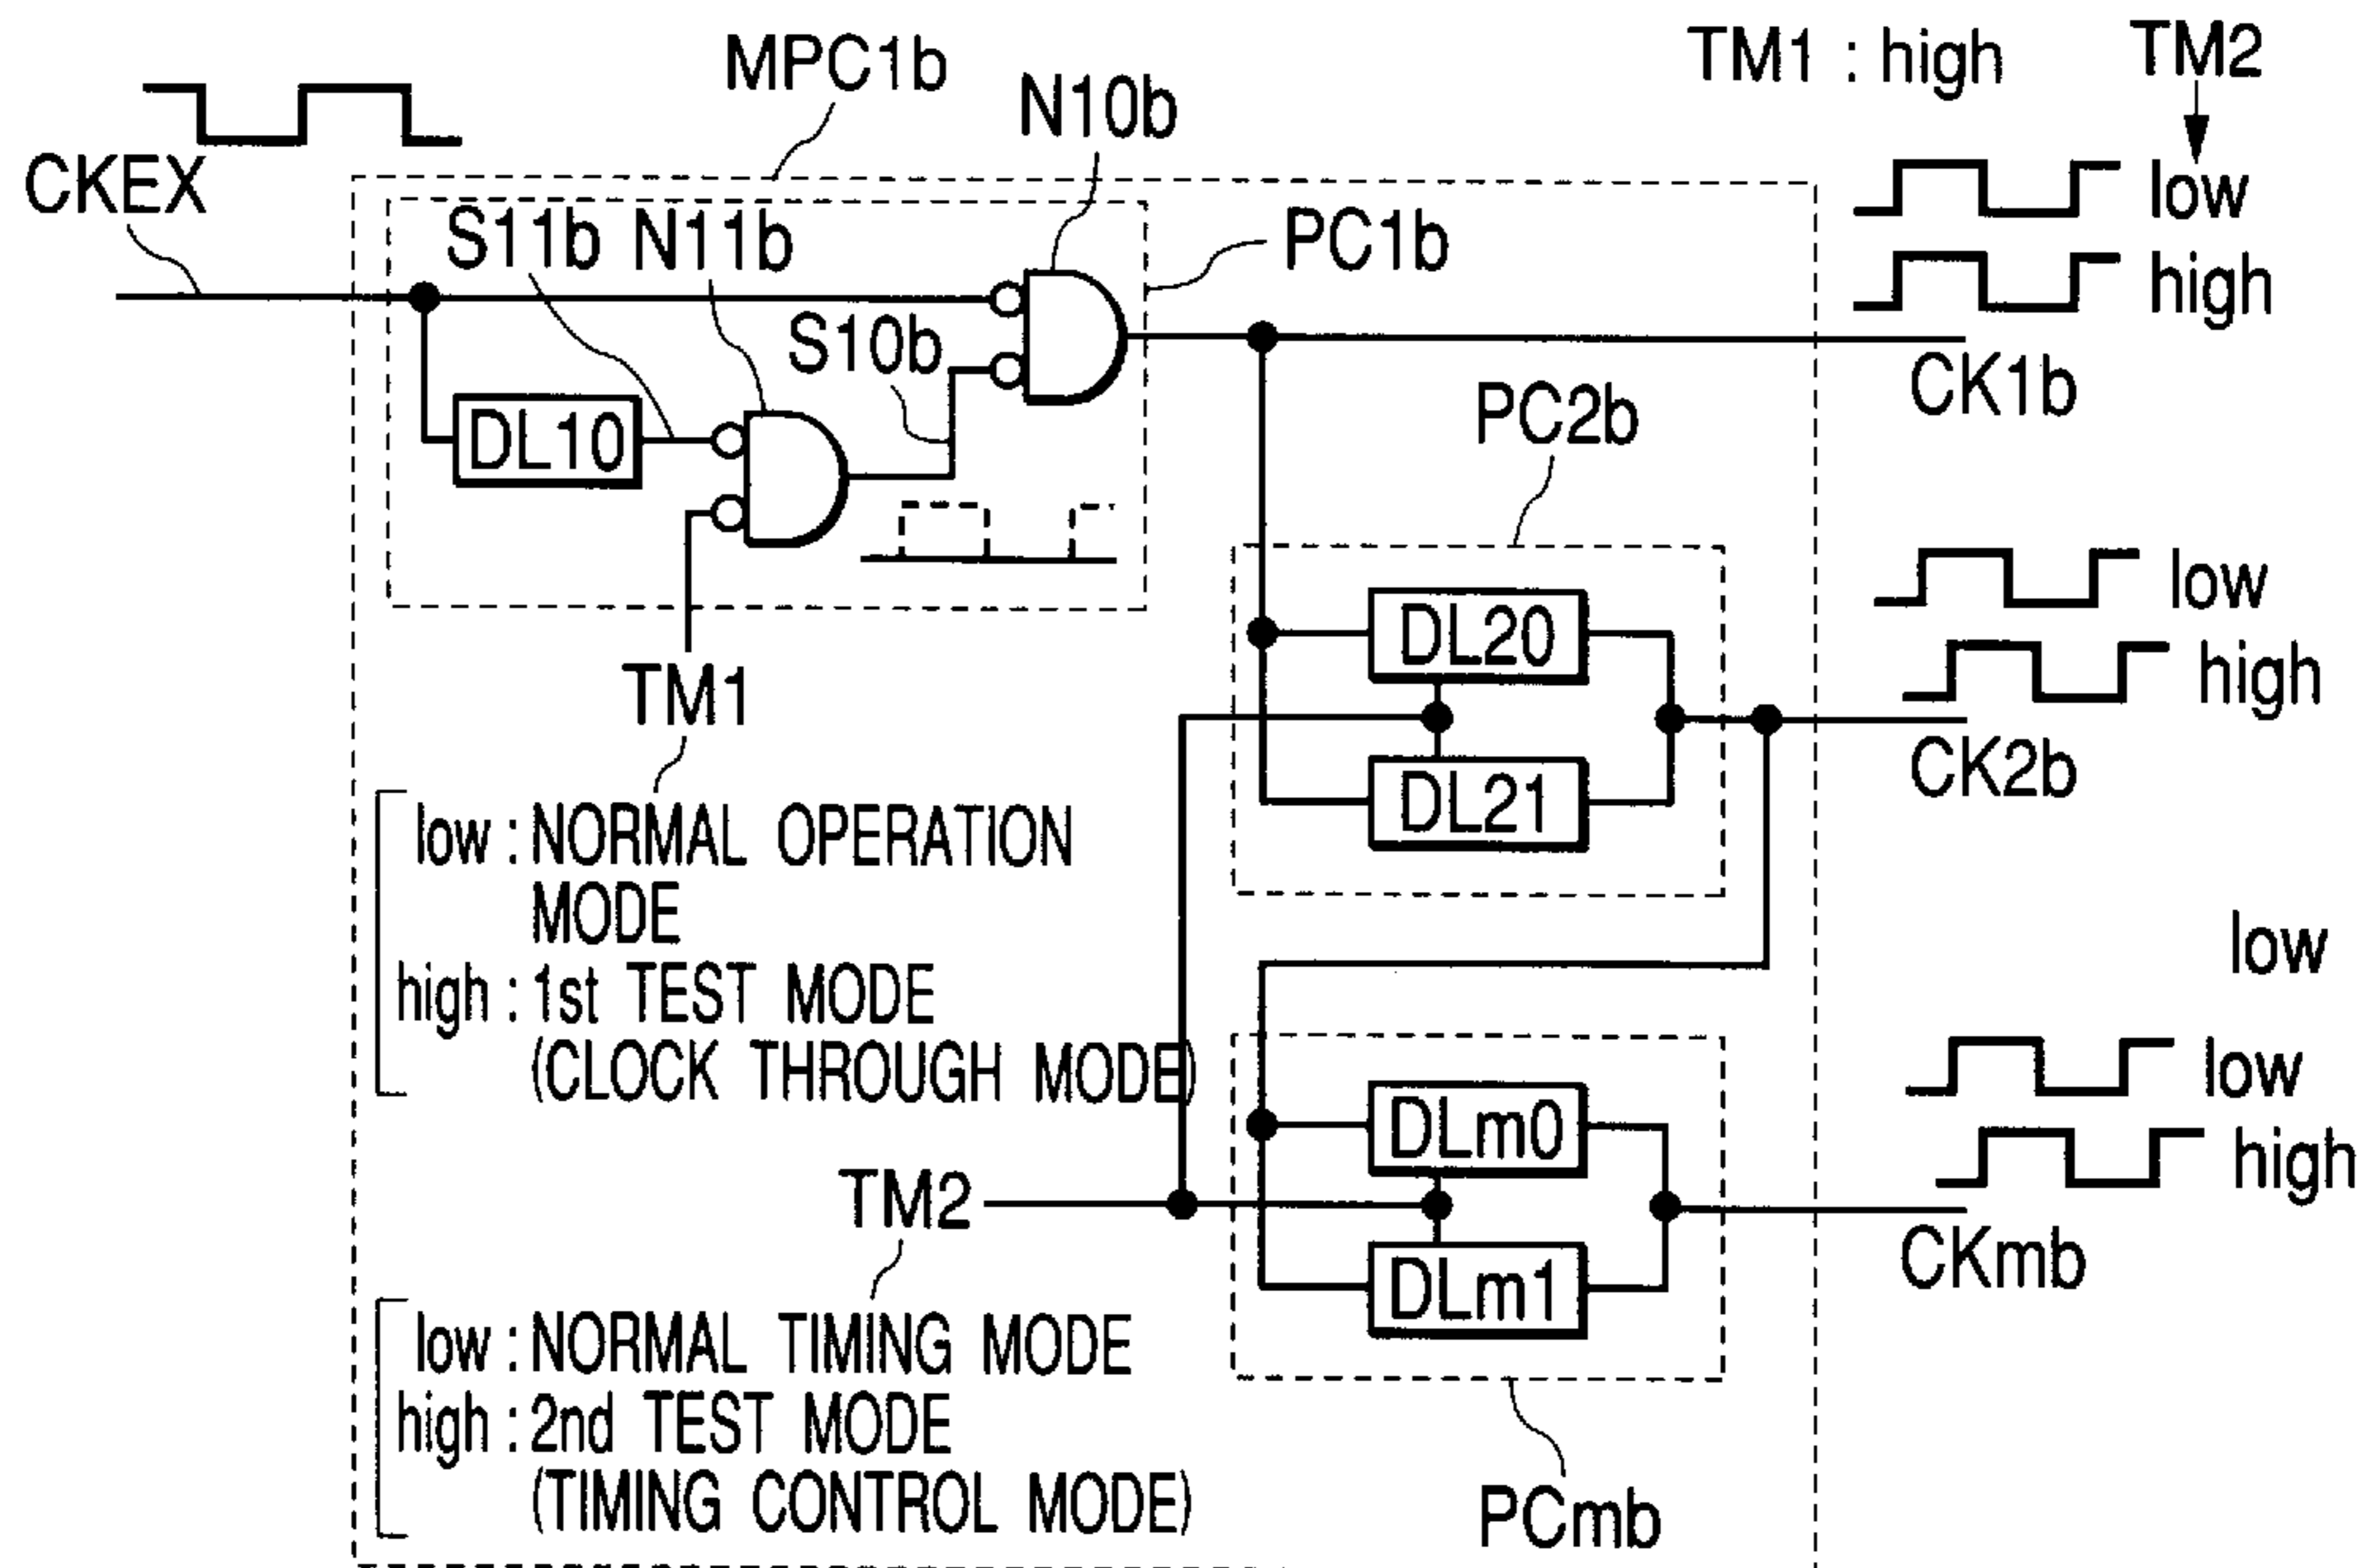 MPC1b
N10b
TM1 : high
TM2
CKEX
S11b
N11b
PC1b
low
high
S10b
CK1b
DL10
PC2b
low
high
DL20
TM1
CK2b
DL21
low : NORMAL OPERATION
MODE
high : 1st TEST MODE
(CLOCK THROUGH MODE)
low
low
high
DLm0
TM2
CKmb
DLm1
low : NORMAL TIMING MODE
high : 2nd TEST MODE
(TIMING CONTROL MODE)
PCmb